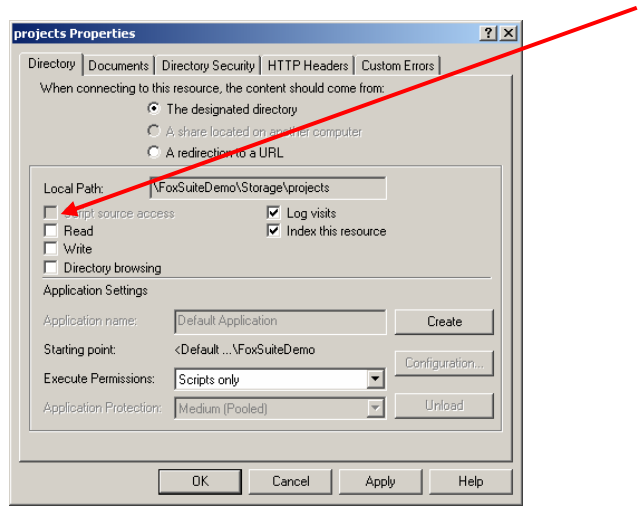 projects Properties
Directory Documents Directory Security HTTP Headers Custom Errors
When connecting to this resource, the content should come from:
The designated directory
A share located on another computer
A redirection to a URL
Local Path: \FoxSuiteDemo\Storage\projects
Script source access Log visits
Read Index this resource
Write
Directory browsing
Application Settings
Application name: Default Application Create
Starting point: <Default ...\FoxSuiteDemo
Configuration...
Execute Permissions: Scripts only
Application Protection: Medium (Pooled) Unload
OK Cancel Apply Help